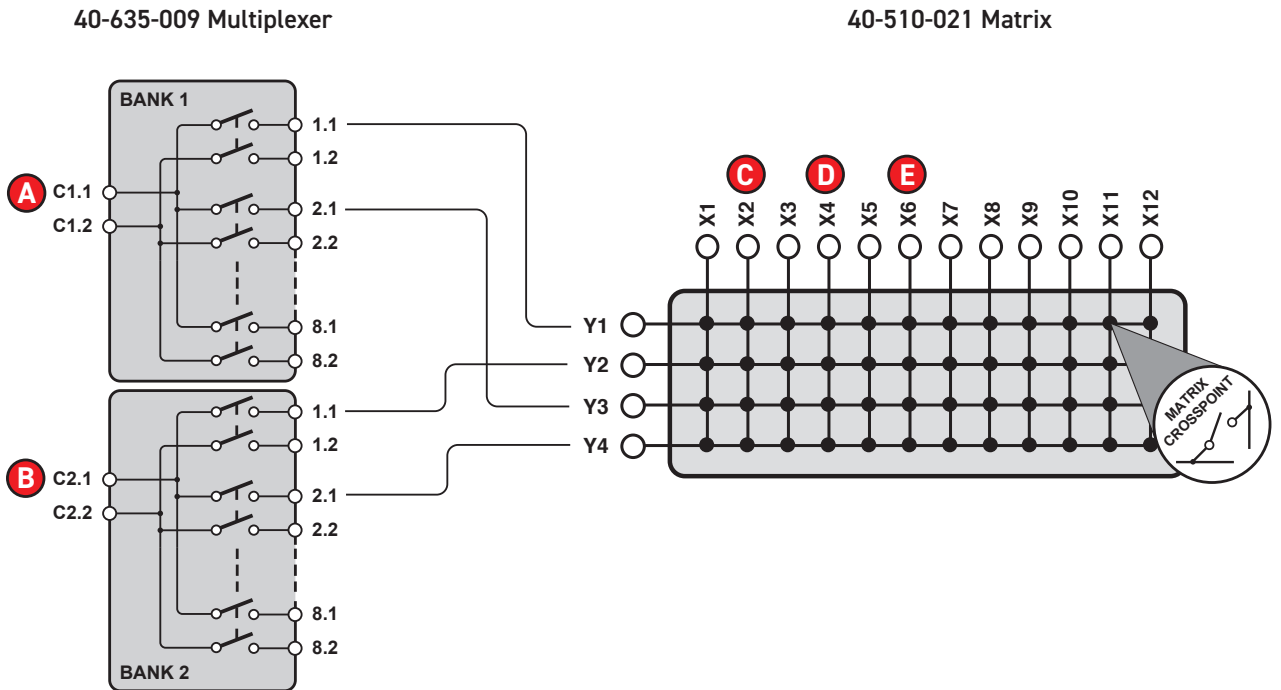 40-635-009 Multiplexer
40-510-021 Matrix
BANK 1
1.1
1.2
A C1.1
C1.2
2.1
2.2
8.1
8.2
1.1
1.2
B C2.1
C2.2
2.1
2.2
8.1
8.2
BANK 2
C D E
X1 X2 X3 X4 X5 X6 X7 X8 X9 X10 X11 X12
Y1
Y2
Y3
Y4
MATRIX
CROSSPOINT